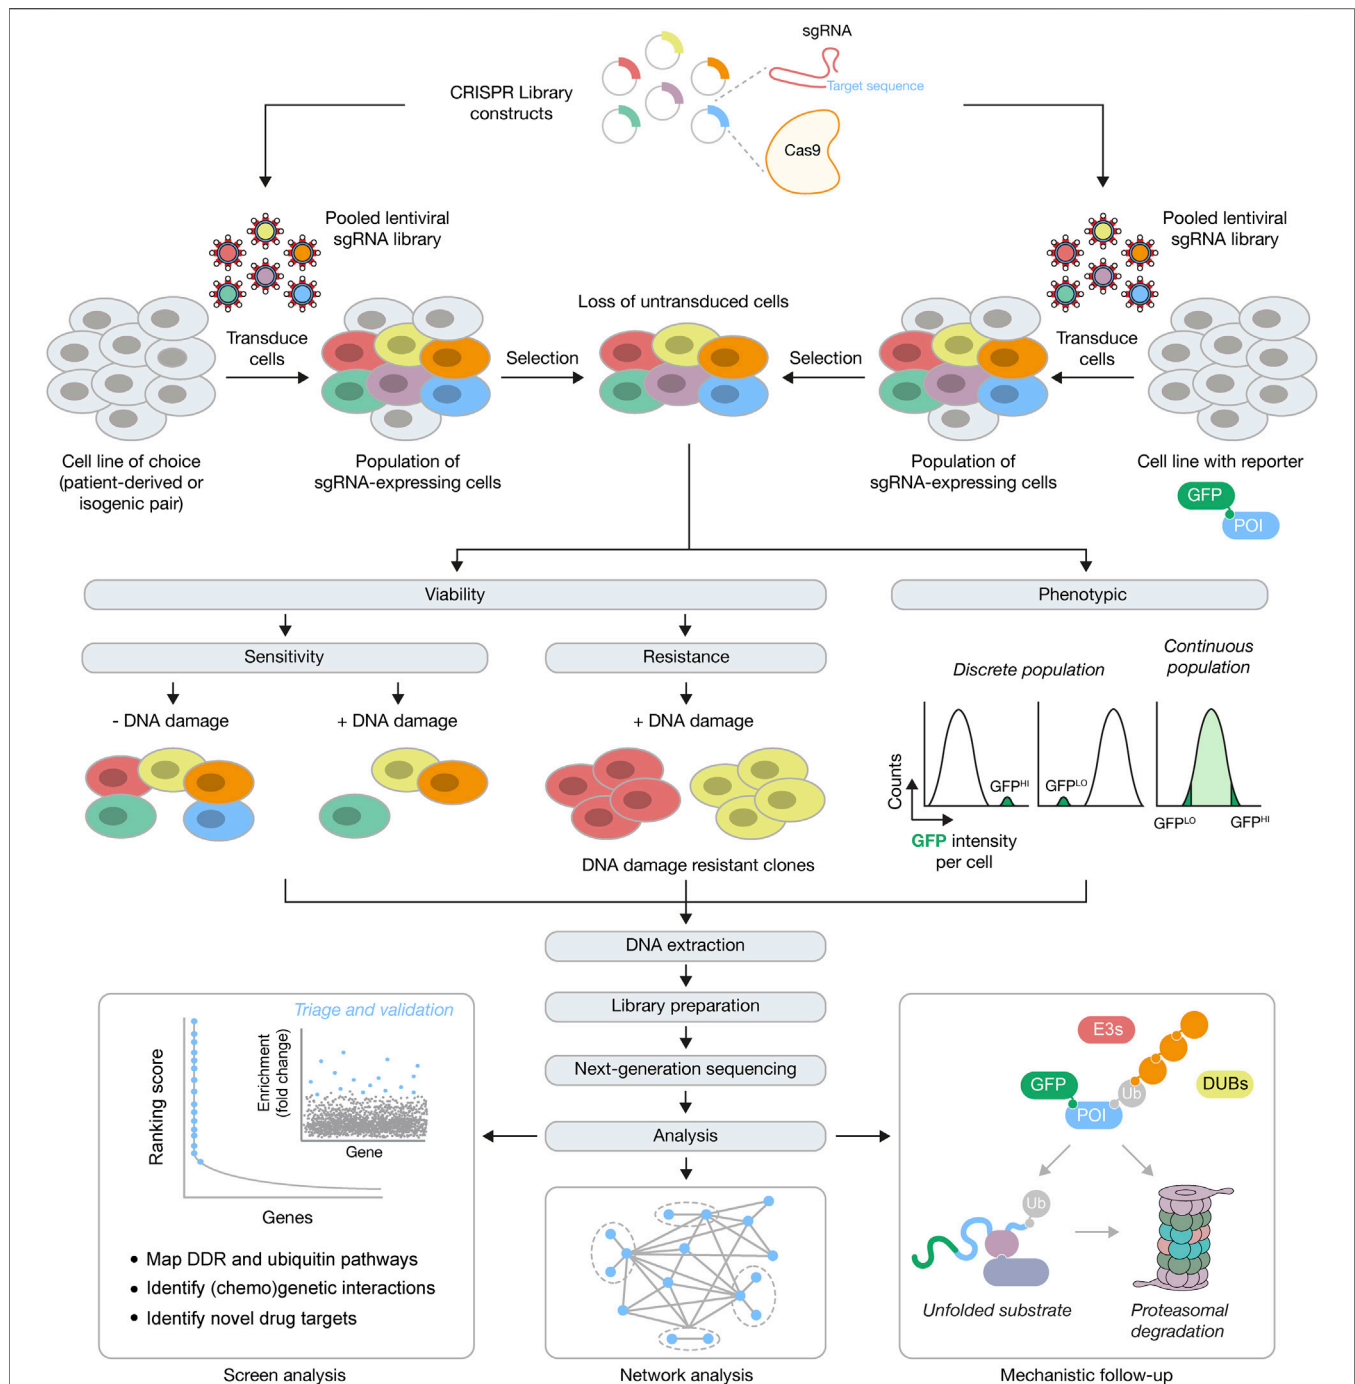 sgRNA
Target sequence
CRISPR Library
constructs
Cas9
Pooled lentiviral
sgRNA library
Pooled lentiviral
sgRNA library
Transduce
cells
Selection
Loss of untransduced cells
Selection
Transduce
cells
Cell line of choice
(patient-derived or
isogenic pair)
Population of
sgRNA-expressing cells
Population of
sgRNA-expressing cells
Cell line with reporter
GFP
POI
Viability
Phenotypic
Sensitivity
Resistance
- DNA damage
+ DNA damage
+ DNA damage
DNA damage resistant clones
Discrete population
Continuous
population
Counts
GFPHI
GFPLO
GFPLO
GFPHI
GFP intensity
per cell
DNA extraction
Library preparation
Next-generation sequencing
Analysis
Triage and validation
Ranking score
Enrichment
(fold change)
Gene
Genes
• Map DDR and ubiquitin pathways
• Identify (chemo)genetic interactions
• Identify novel drug targets
Screen analysis
Network analysis
E3s
GFP
POI
Ub
DUBs
Ub
Unfolded substrate
Proteasomal
degradation
Mechanistic follow-up